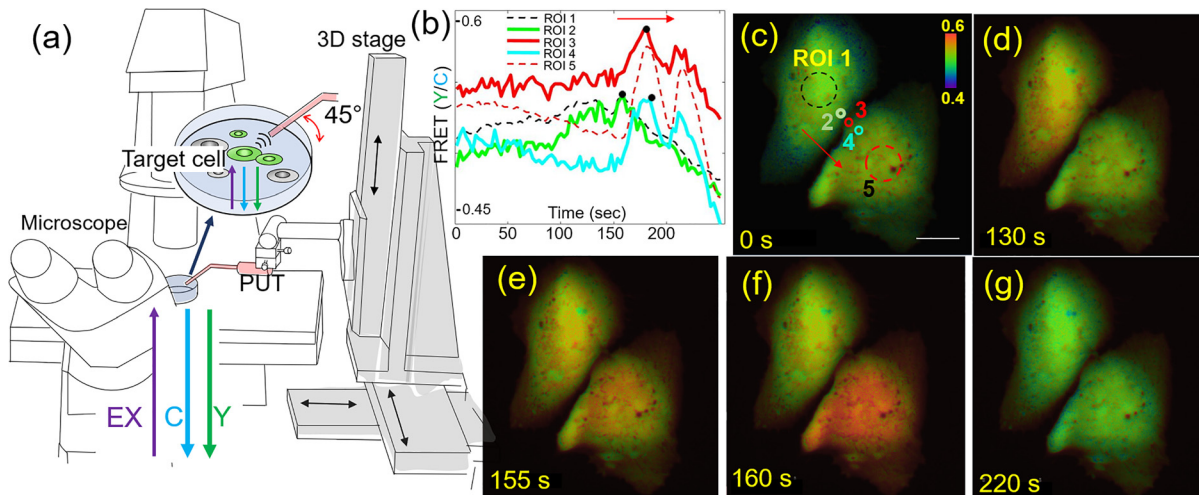 (a)
3D stage
45°
Target cell
Microscope
PUT
EX
C
Y
(b)
FRET (Y/C)
0.6
0.45
ROI 1
ROI 2
ROI 3
ROI 4
ROI 5
Time (sec)
0
50
100
150
200
(c)
ROI 1
0.6
0.4
2
3
4
5
0 s
(d)
130 s
(e)
155 s
(f)
160 s
(g)
220 s